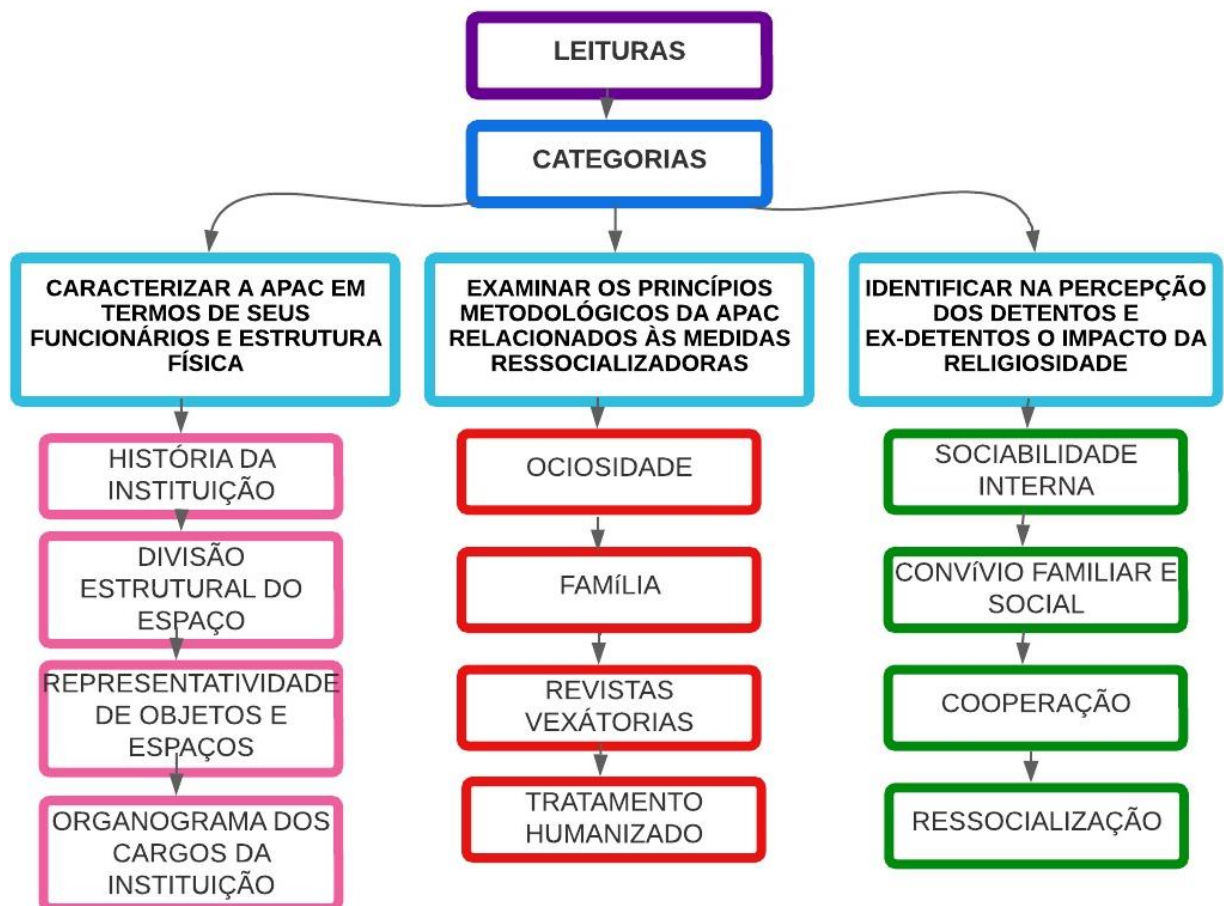 LEITURAS
CATEGORIAS
CARACTERIZAR A APAC EM
TERMOS DE SEUS
FUNCIONÁRIOS E ESTRUTURA
FÍSICA
EXAMINAR OS PRINCÍPIOS
METODOLÓGICOS DA APAC
RELACIONADOS ÀS MEDIDAS
RESSOCIALIZADORAS
IDENTIFICAR NA PERCEPÇÃO
DOS DETENTOS E
EX-DETENTOS O IMPACTO DA
RELIGIOSIDADE
HISTÓRIA DA
INSTITUIÇÃO
DIVISÃO
ESTRUTURAL DO
ESPAÇO
REPRESENTATIVIDADE
DE OBJETOS E
ESPAÇOS
ORGANOGRAMA DOS
CARGOS DA
INSTITUIÇÃO
OCIOSIDADE
FAMíLIA
REVISTAS
VEXÁTORIAS
TRATAMENTO
HUMANIZADO
SOCIABILIDADE
INTERNA
CONVíVIO FAMILIAR E
SOCIAL
COOPERAÇÃO
RESSOCIALIZAÇÃO